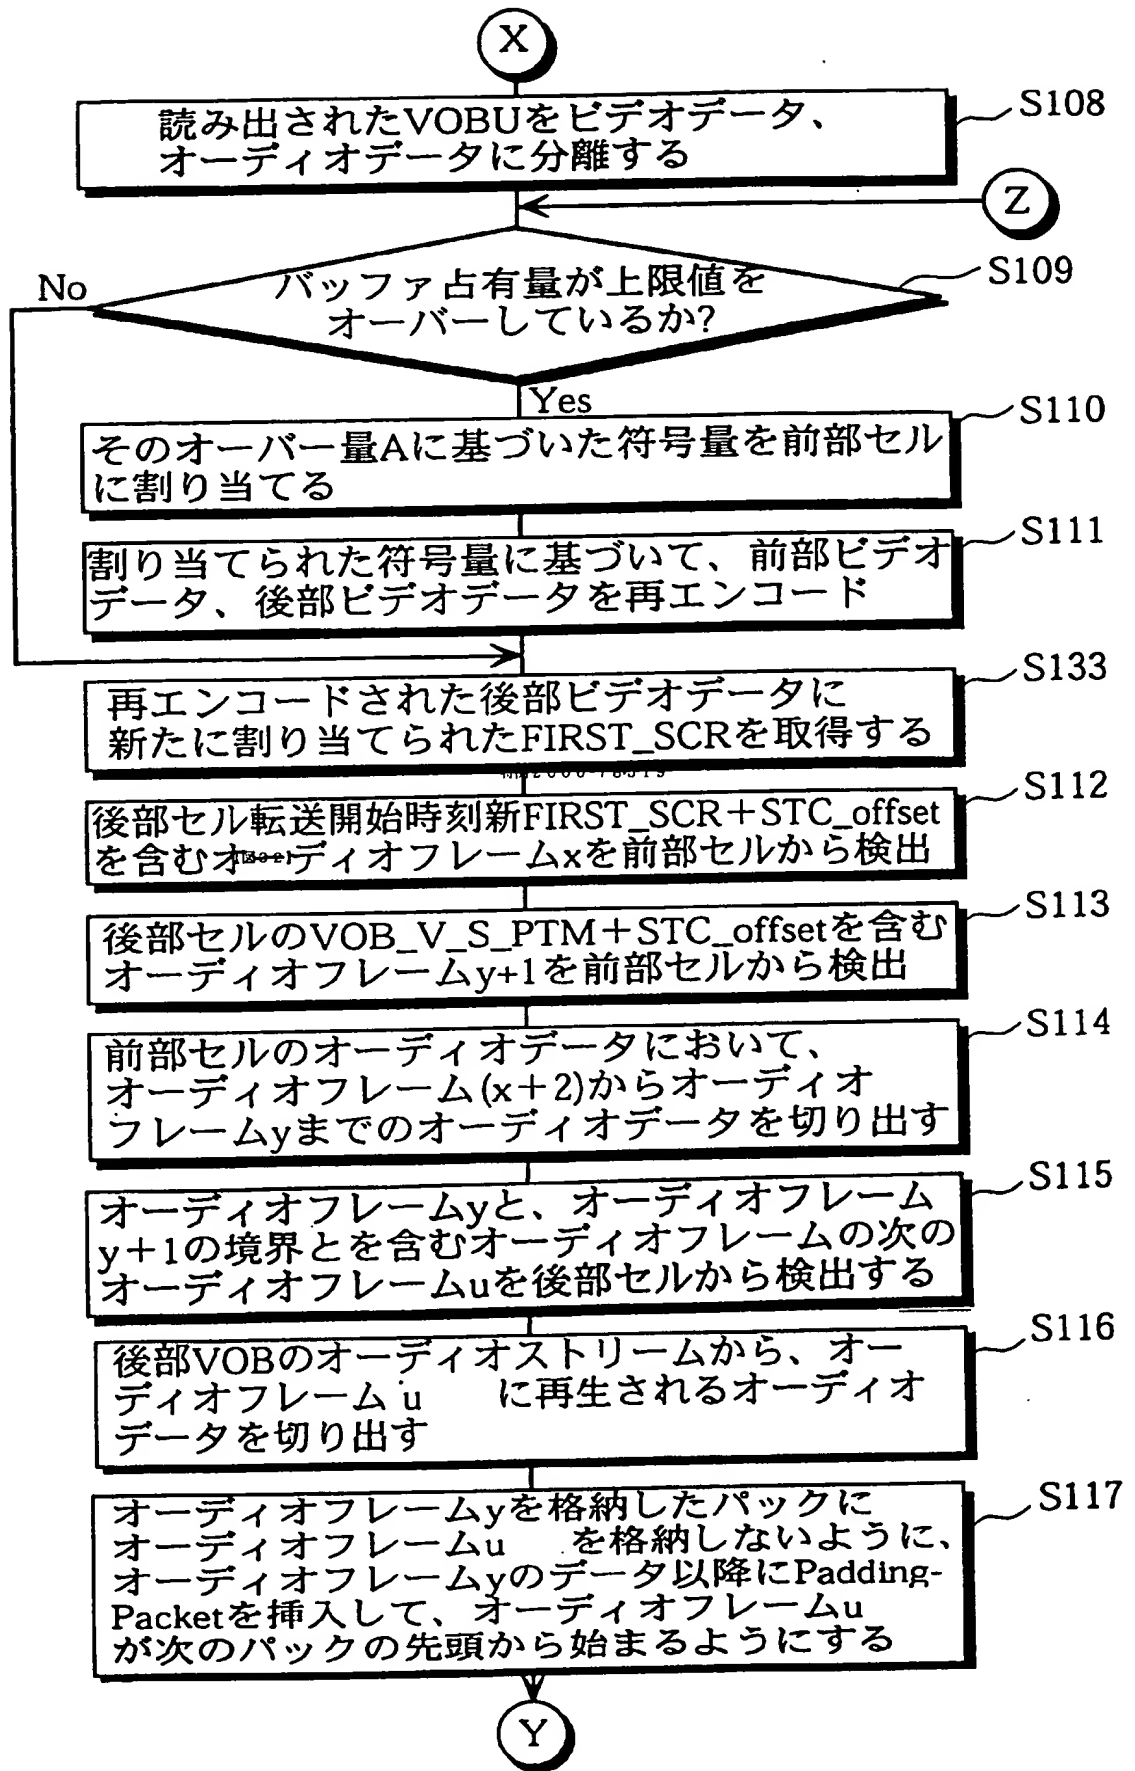 X
S108
読み出されたVOBUをビデオデータ、
オーディオデータに分離する
Z
S109
No
バッファ占有量が上限値を
オーバーしているか?
Yes
S110
そのオーバー量Aに基づいた符号量を前部セル
に割り当てる
S111
割り当てられた符号量に基づいて、前部ビデオ
データ、後部ビデオデータを再エンコード
S133
再エンコードされた後部ビデオデータに
新たに割り当てられたFIRST_SCRを取得する
S112
後部セル転送開始時刻新FIRST_SCR+STC_offset
を含むオーディオフレームxを前部セルから検出
S113
後部セルのVOB_V_S_PTM+STC_offsetを含む
オーディオフレームy+1を前部セルから検出
S114
前部セルのオーディオデータにおいて、
オーディオフレーム(x+2)からオーディオ
フレームyまでのオーディオデータを切り出す
S115
オーディオフレームyと、オーディオフレーム
y+1の境界とを含むオーディオフレームの次の
オーディオフレームuを後部セルから検出する
S116
後部VOBのオーディオストリームから、オー
ディオフレーム u に再生されるオーディオ
データを切り出す
S117
オーディオフレームyを格納したパックに
オーディオフレームu を格納しないように、
オーディオフレームyのデータ以降にPadding-
Packetを挿入して、オーディオフレームu
が次のパックの先頭から始まるようにする
Y